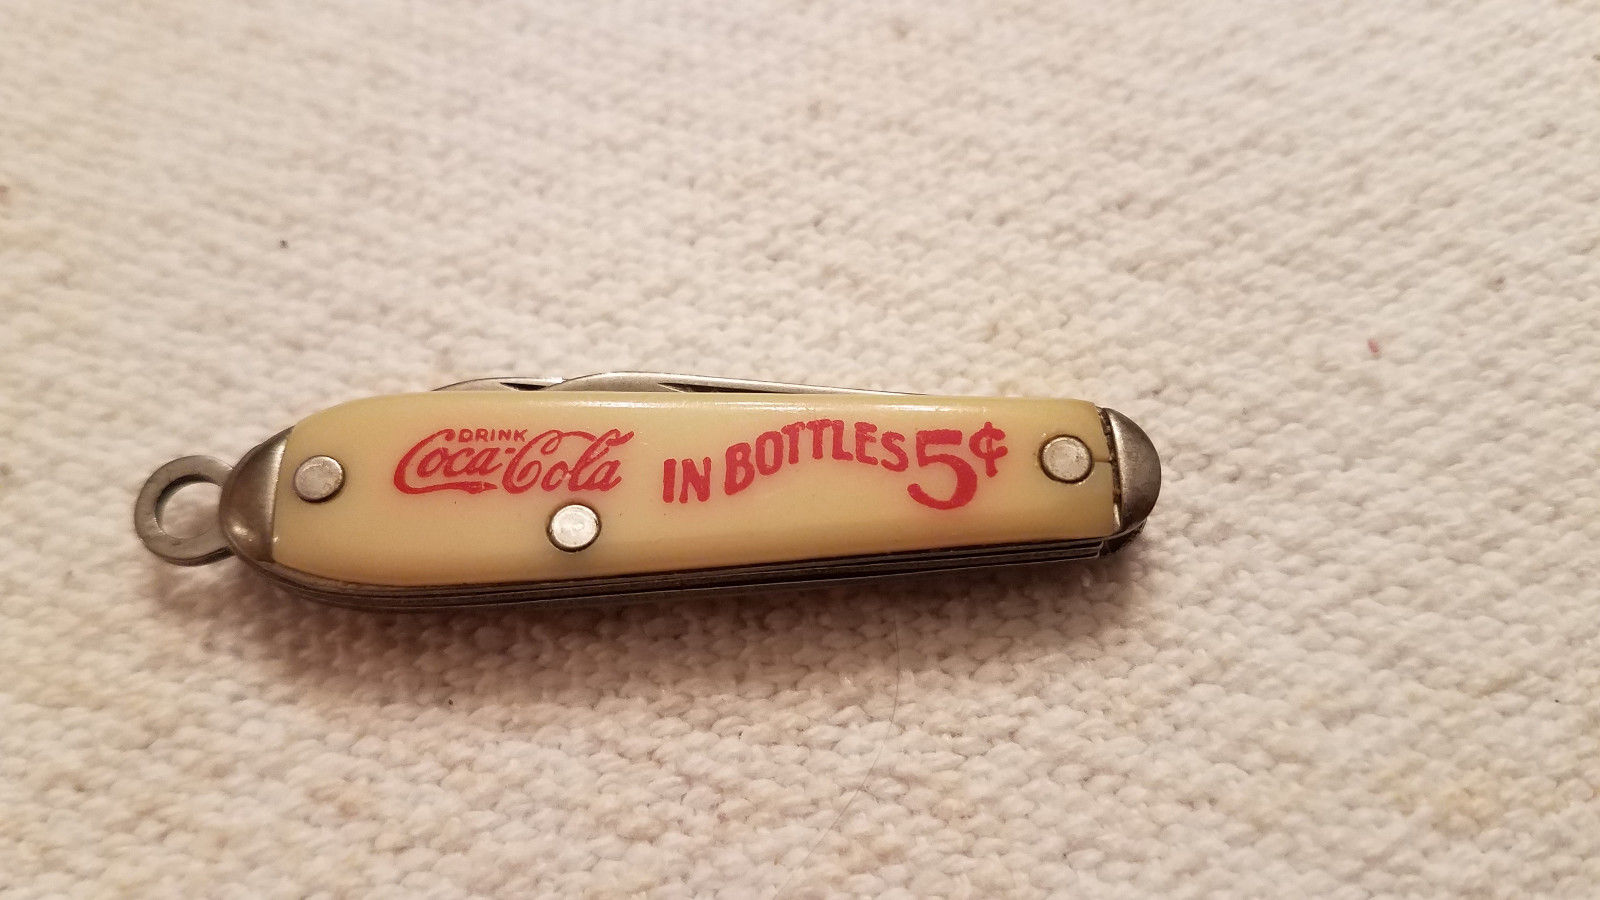 DRINK
Coca-Cola
IN BOTTLES 5¢